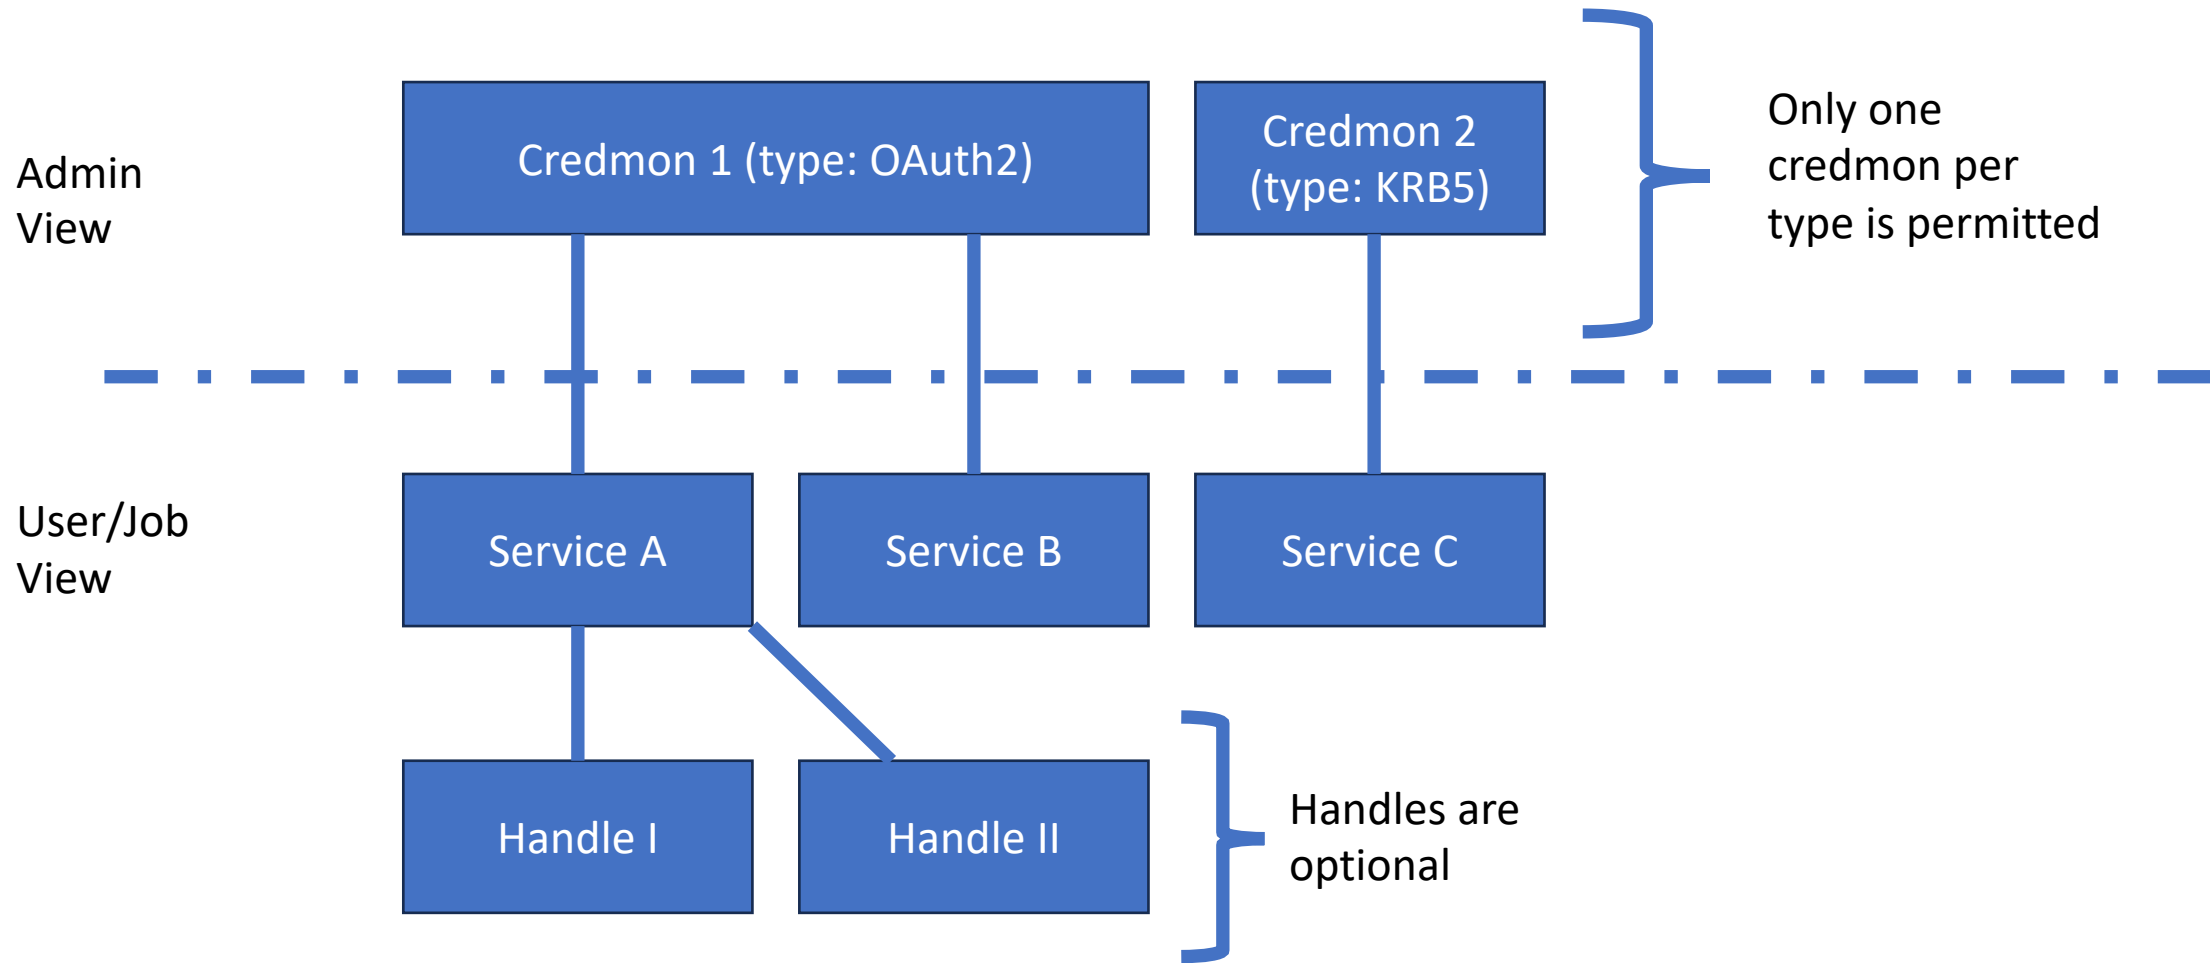 Admin
View
Credmon 1 (type: OAuth2)
Credmon 2
(type: KRB5)
Only one
credmon per
type is permitted
User/Job
View
Service A
Service B
Service C
Handle I
Handle II
Handles are
optional